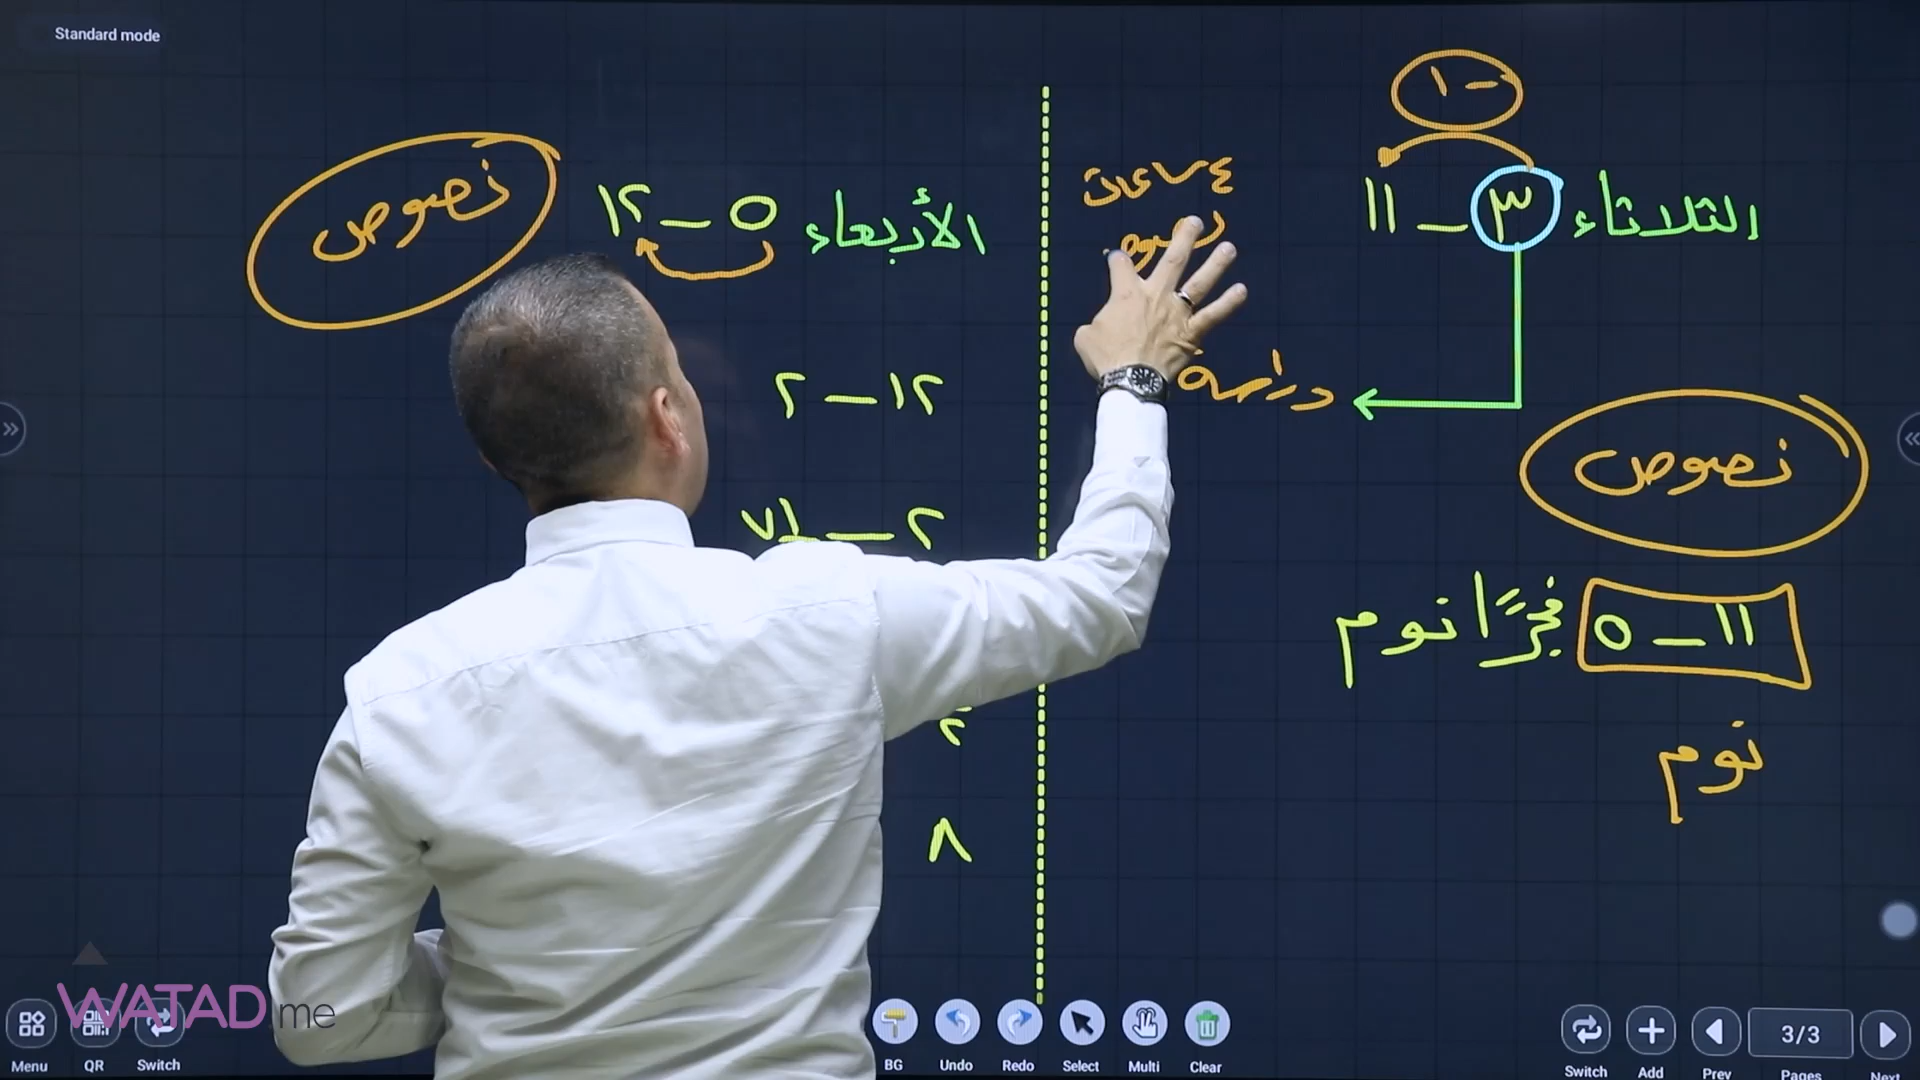 Standard mode
١ -
الثلاثاء ٣ - ١١
٤ ساعات
دراسة
نصوص
١١ - ٥ فجرًا نوم
نوم
الأربعاء ٥ - ١٢
نصوص
١٢ - ٢
٢
٨
WATAD me
Menu QR Switch BG Undo Redo Select Multi Clear Switch Add Prev 3/3 Pages Next